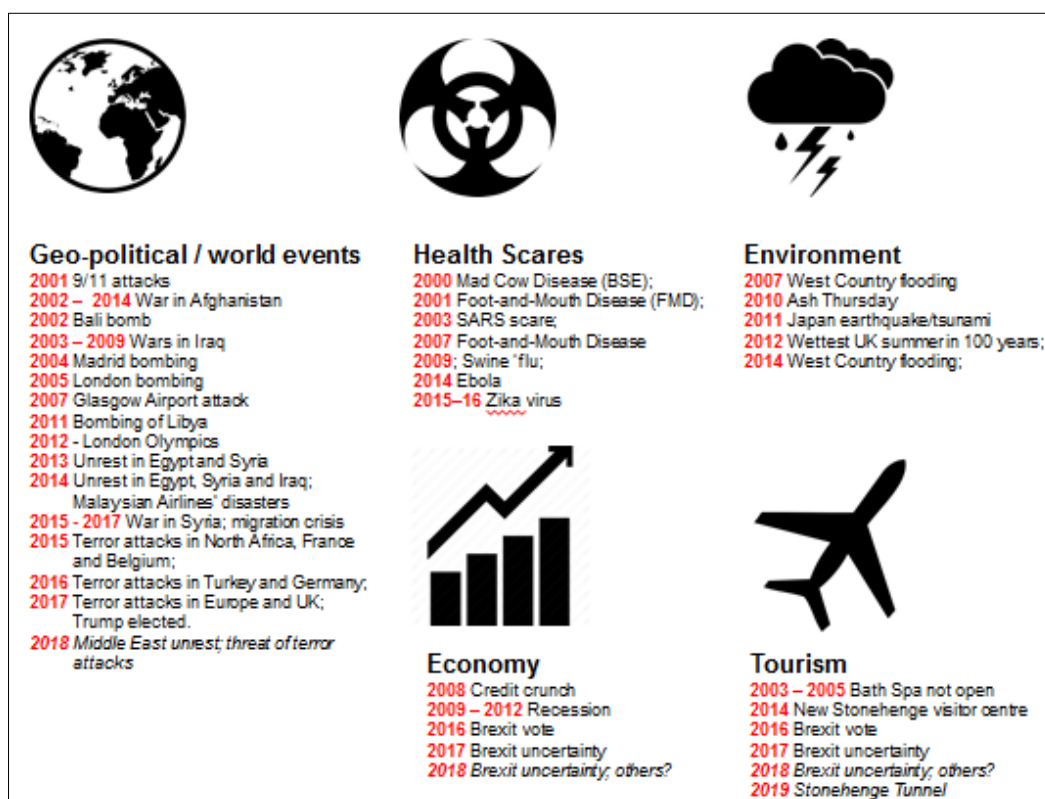 Geo-political / world events
2001 9/11 attacks
2002 – 2014 War in Afghanistan
2002 Bali bomb
2003 – 2009 Wars in Iraq
2004 Madrid bombing
2005 London bombing
2007 Glasgow Airport attack
2011 Bombing of Libya
2012 - London Olympics
2013 Unrest in Egypt and Syria
2014 Unrest in Egypt, Syria and Iraq;
Malaysian Airlines' disasters
2015 - 2017 War in Syria; migration crisis
2015 Terror attacks in North Africa, France
and Belgium;
2016 Terror attacks in Turkey and Germany;
2017 Terror attacks in Europe and UK;
Trump elected.
2018 Middle East unrest; threat of terror
attacks
Health Scares
2000 Mad Cow Disease (BSE);
2001 Foot-and-Mouth Disease (FMD);
2003 SARS scare;
2007 Foot-and-Mouth Disease
2009; Swine 'flu;
2014 Ebola
2015–16 Zika virus
Environment
2007 West Country flooding
2010 Ash Thursday
2011 Japan earthquake/tsunami
2012 Wettest UK summer in 100 years;
2014 West Country flooding;
Economy
2008 Credit crunch
2009 – 2012 Recession
2016 Brexit vote
2017 Brexit uncertainty
2018 Brexit uncertainty; others?
Tourism
2003 – 2005 Bath Spa not open
2014 New Stonehenge visitor centre
2016 Brexit vote
2017 Brexit uncertainty
2018 Brexit uncertainty; others?
2019 Stonehenge Tunnel